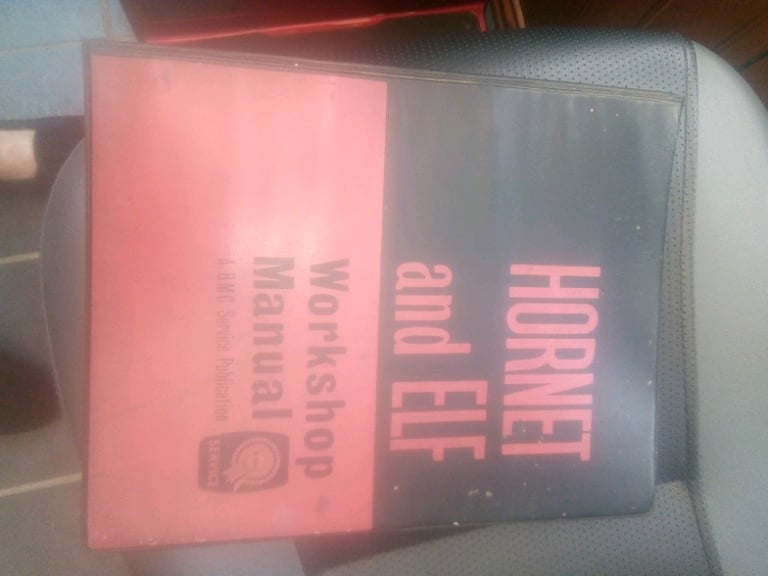 HORNET
and ELF
Workshop
Manual
A BMC Service Publication
SERVICE